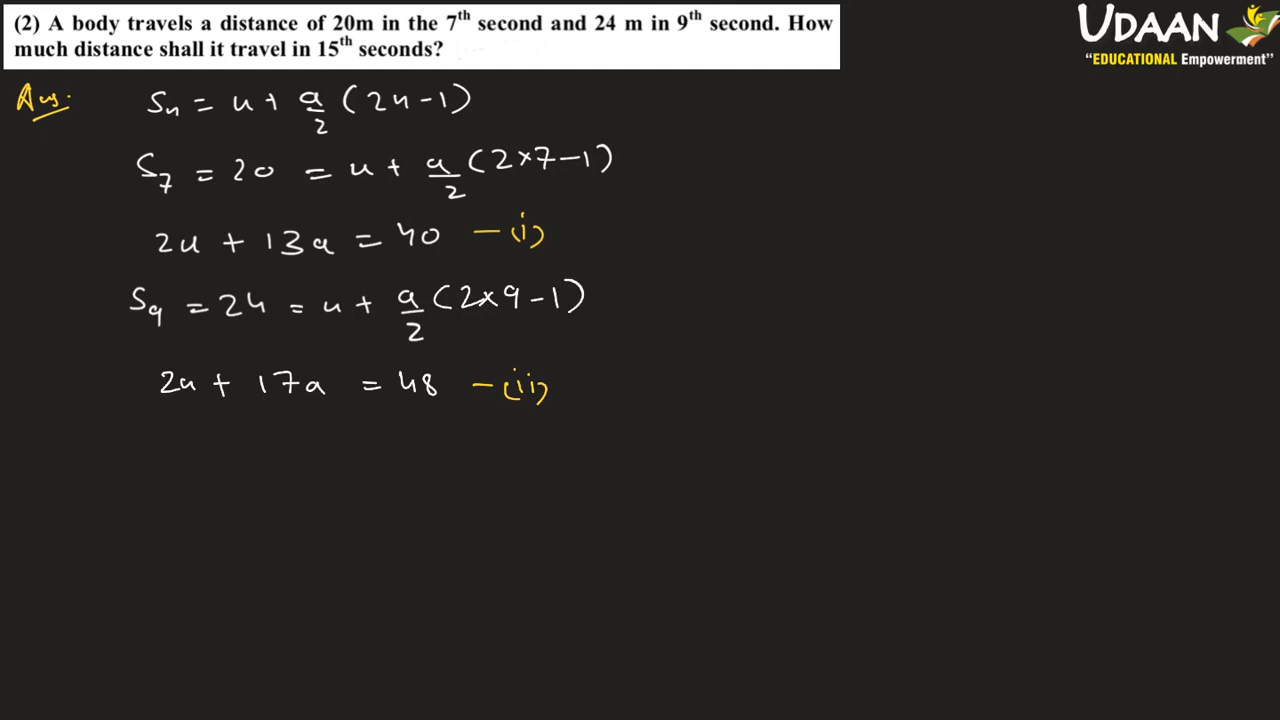 (2) A body travels a distance of 20m in the 7th second and 24 m in 9th second. How
much distance shall it travel in 15th seconds?
UDAAN
"EDUCATIONAL Empowerment"
Ans.
Sn = u + a/2 (2n-1)
S7 = 20 = u + a/2 (2×7-1)
2u + 13a = 40 -(i)
S9 = 24 = u + a/2 (2×9-1)
2u + 17a = 48 -(ii)